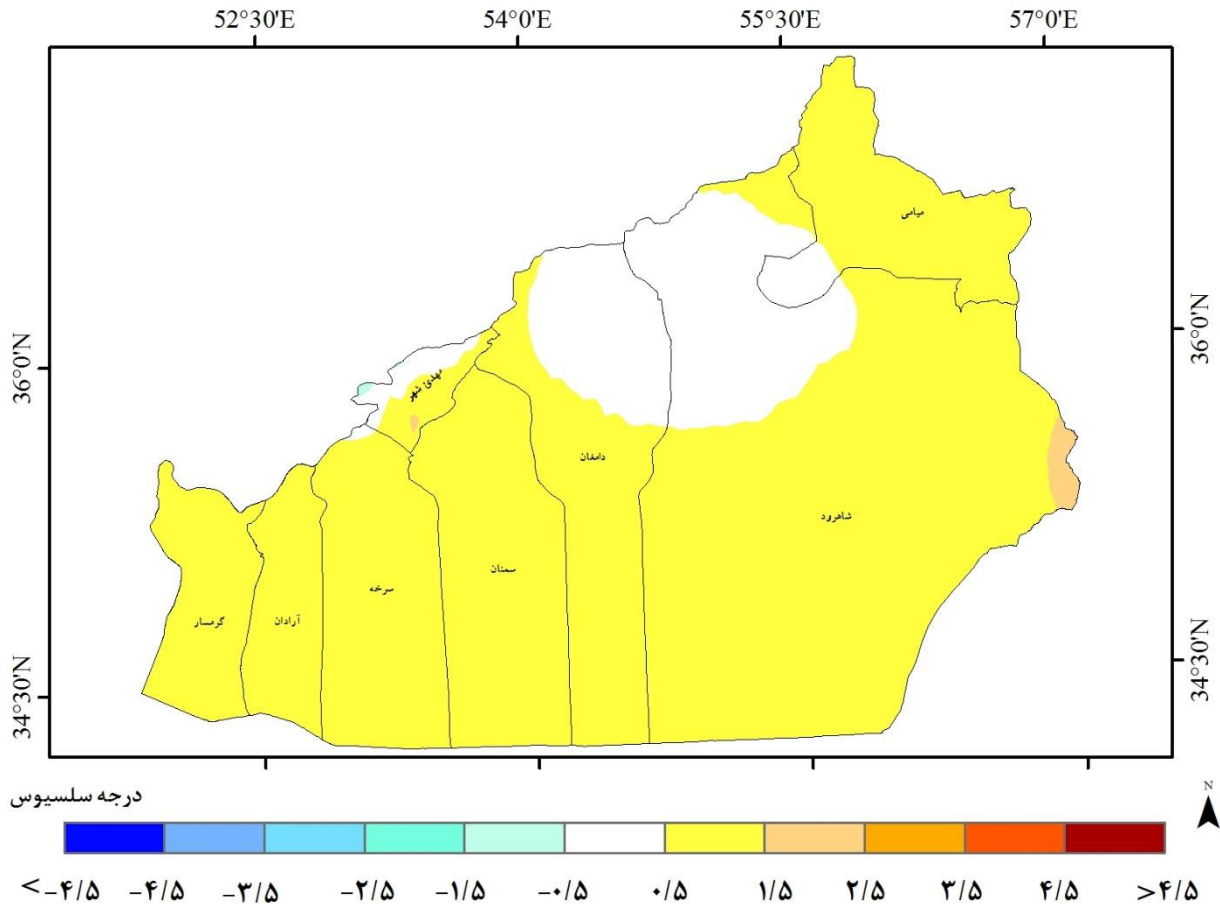 52°30'E 54°0'E 55°30'E 57°0'E
میامی
36°0'N 36°0'N
مهدی شهر
دامغان
شاهرود
سمنان
سرخه
آرادان
گرمسار
34°30'N 34°30'N
درجه سلسیوس
N
<-۴/۵ -۴/۵ -۳/۵ -۲/۵ -۱/۵ -۰/۵ ۰/۵ ۱/۵ ۲/۵ ۳/۵ ۴/۵ >۴/۵